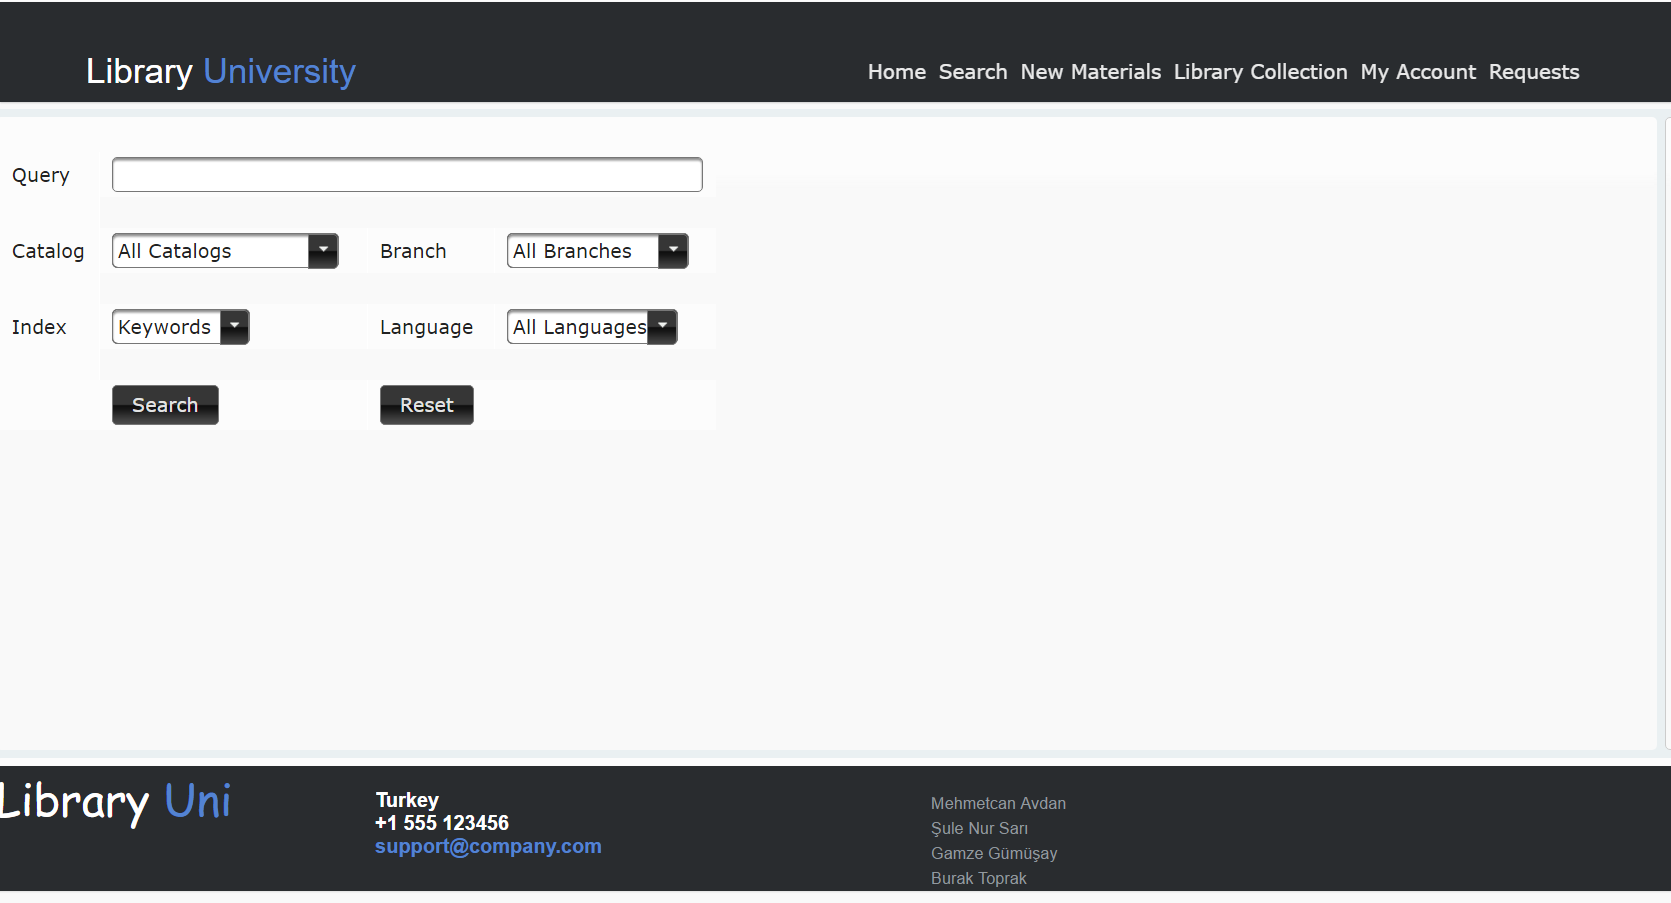 Library University
Home Search New Materials Library Collection My Account Requests
Query
Catalog All Catalogs Branch All Branches
Index Keywords Language All Languages
Search Reset
Library Uni
Turkey
+1 555 123456
support@company.com
Mehmetcan Avdan
Şule Nur Sarı
Gamze Gümüşay
Burak Toprak